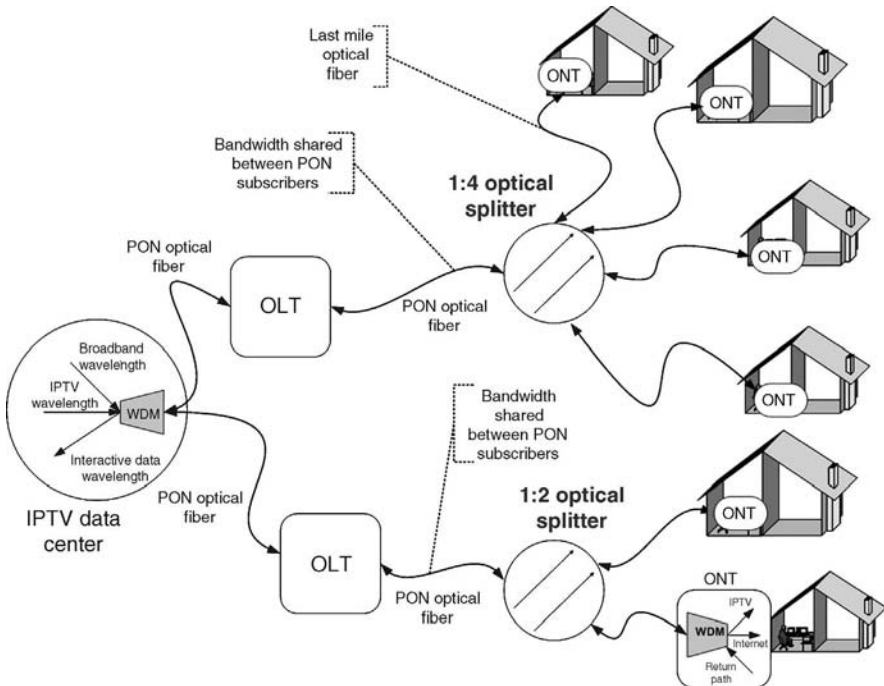 Last mile
optical
fiber
ONT
ONT
Bandwidth shared
between PON
subscribers
1:4 optical
splitter
PON optical
fiber
OLT
PON optical
fiber
ONT
Broadband
wavelength
IPTV
wavelength
WDM
Interactive data
wavelength
IPTV data
center
ONT
Bandwidth
shared
between PON
subscribers
PON optical
fiber
1:2 optical
splitter
OLT
PON optical
fiber
ONT
ONT
IPTV
WDM
Internet
Return
path